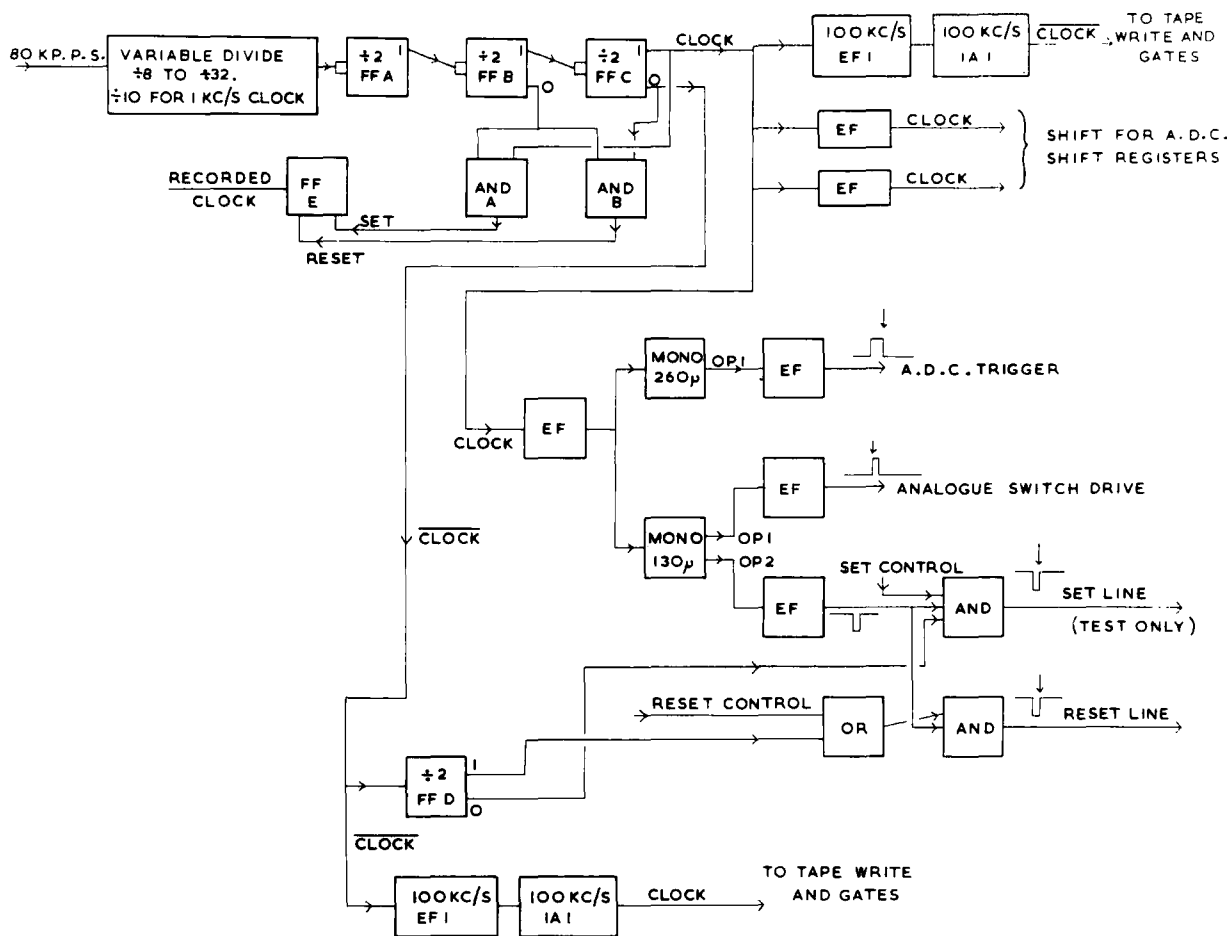 80 KP.P.S.
VARIABLE DIVIDE
÷8 TO ÷32.
÷10 FOR 1 KC/S CLOCK
÷2
FF A
1
÷2
FF B
1
0
÷2
FF C
1
0
CLOCK
100 KC/S
EF 1
100 KC/S
1A 1
CLOCK
TO TAPE
WRITE AND
GATES
EF
CLOCK
EF
CLOCK
SHIFT FOR A.D.C.
SHIFT REGISTERS
RECORDED
CLOCK
FF
E
AND
A
AND
B
SET
RESET
MONO
260µ
OP.1
EF
A.D.C. TRIGGER
CLOCK
EF
EF
ANALOGUE SWITCH DRIVE
MONO
130µ
OP1
OP2
CLOCK
SET CONTROL
EF
AND
SET LINE
(TEST ONLY)
RESET CONTROL
OR
AND
RESET LINE
÷2
FF D
1
0
CLOCK
100 KC/S
EF 1
100 KC/S
1A 1
CLOCK
TO TAPE WRITE
AND GATES